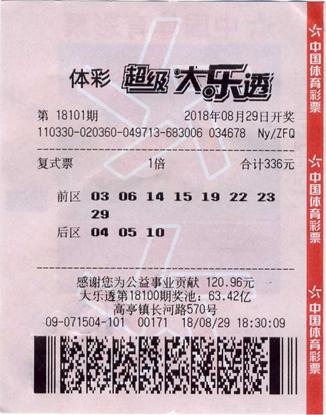 体彩 超级大乐透
第 18101期 2018年08月29日开奖
110330-020360-049713-683006 034678 Ny/ZFQ
复式票 1倍 合计336元
前区 03 06 14 15 19 22 23
29
后区 04 05 10
感谢您为公益事业贡献 120.96元
大乐透第18100期奖池: 63.42亿
高亭镇长河路570号
09-071504-101 00171 18/08/29 18:30:09
中国体育彩票
中国体育彩票
中国体育彩票